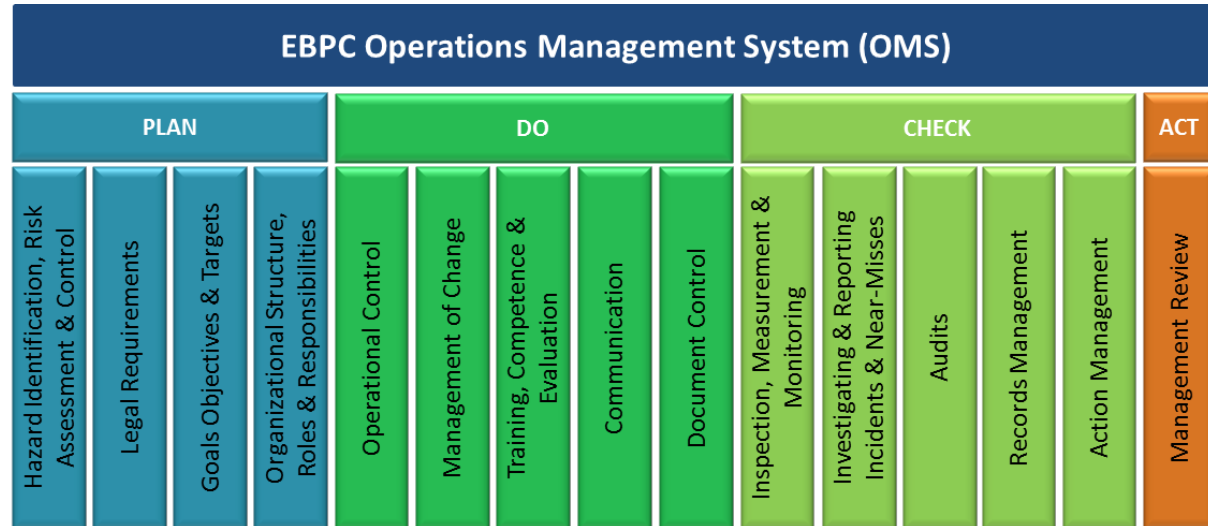 EBPC Operations Management System (OMS)
PLAN
DO
CHECK
ACT
Hazard Identification, Risk
Assessment & Control
Legal Requirements
Goals Objectives & Targets
Organizational Structure,
Roles & Responsibilities
Operational Control
Management of Change
Training, Competence &
Evaluation
Communication
Document Control
Inspection, Measurement &
Monitoring
Investigating & Reporting
Incidents & Near-Misses
Audits
Records Management
Action Management
Management Review